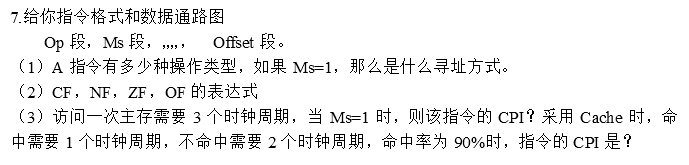 7.给你指令格式和数据通路图
Op 段，Ms 段，,,,,，  Offset 段。
（1）A 指令有多少种操作类型，如果 Ms=1，那么是什么寻址方式。
（2）CF，NF，ZF，OF 的表达式
（3）访问一次主存需要 3 个时钟周期，当 Ms=1 时，则该指令的 CPI？采用 Cache 时，命
中需要 1 个时钟周期，不命中需要 2 个时钟周期，命中率为 90%时，指令的 CPI 是？